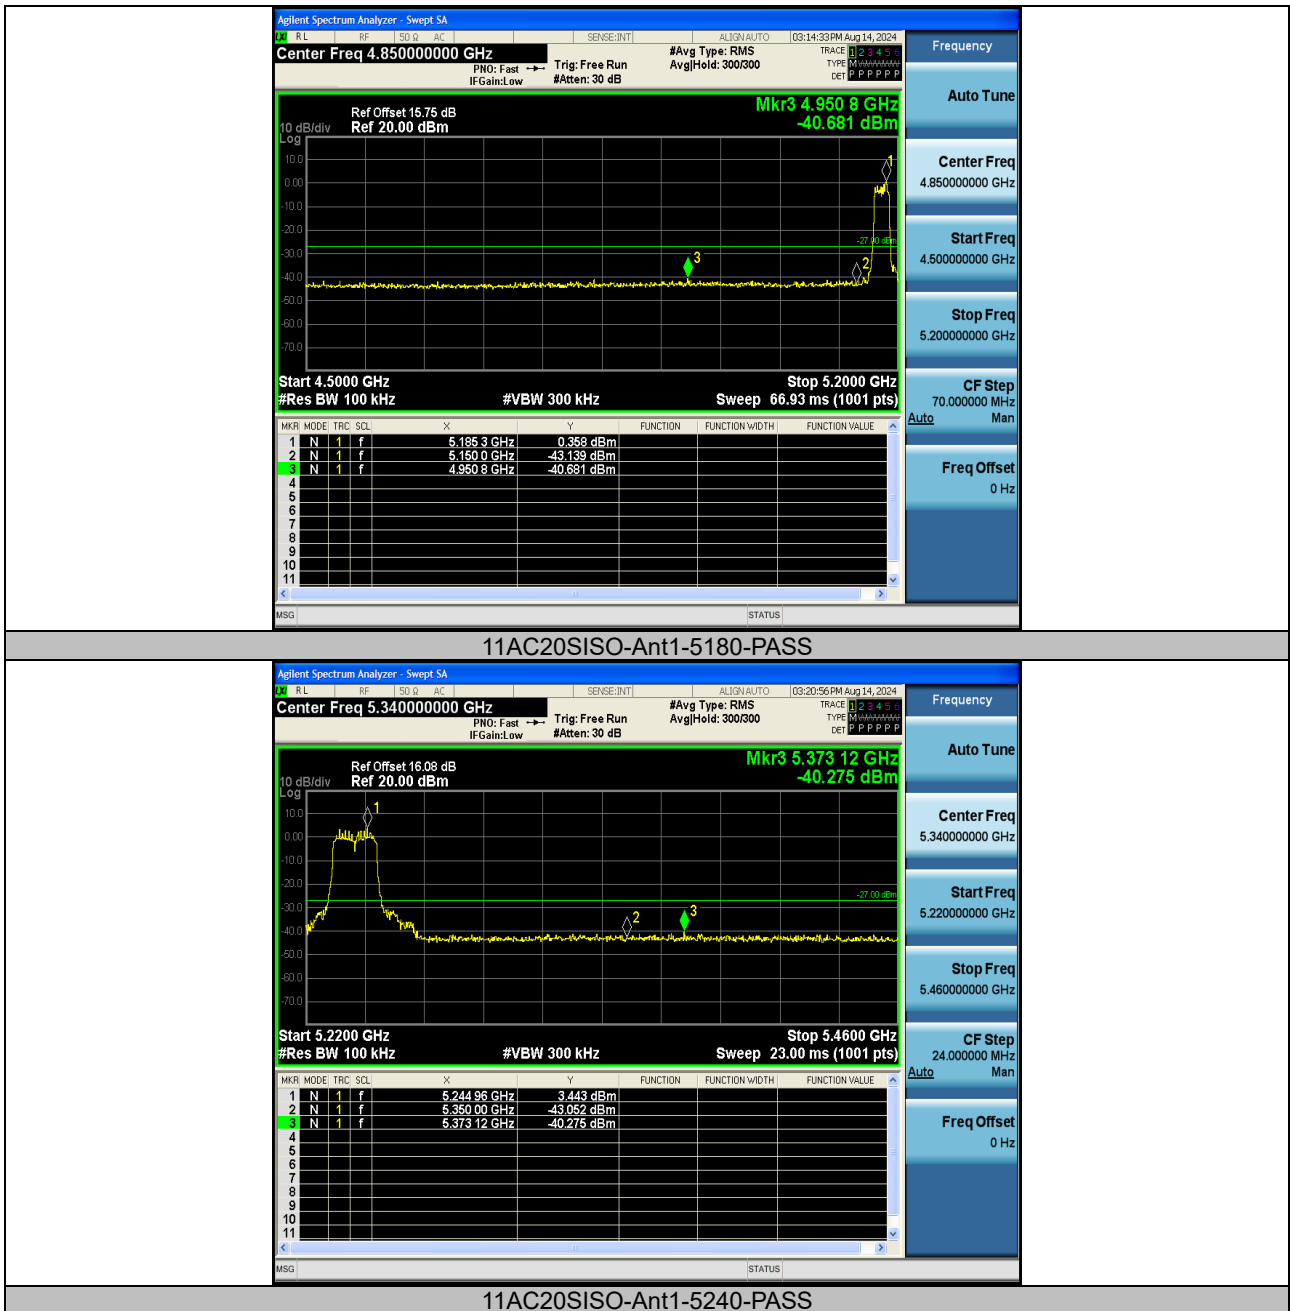 Agilent Spectrum Analyzer - Swept SA
LXI RL RF 50 Ω AC SENSE:INT ALIGN AUTO 03:14:33 PM Aug 14, 2024
Center Freq 4.850000000 GHz
PNO: Fast
IFGain:Low
Trig: Free Run
#Atten: 30 dB
#Avg Type: RMS
Avg|Hold: 300/300
TRACE 1 2 3 4 5 6
TYPE M
DET P P P P P P
Frequency
Auto Tune
Center Freq
4.850000000 GHz
Start Freq
4.500000000 GHz
Stop Freq
5.200000000 GHz
CF Step
70.000000 MHz
Auto Man
Freq Offset
0 Hz
Mkr3 4.950 8 GHz
-40.681 dBm
Ref Offset 15.75 dB
10 dB/div Ref 20.00 dBm
Log
10.0
0.00
-10.0
-20.0
-30.0
-40.0
-50.0
-60.0
-70.0
1
-27.00 dBm
3
2
Start 4.5000 GHz Stop 5.2000 GHz
#Res BW 100 kHz #VBW 300 kHz Sweep 66.93 ms (1001 pts)
MKR MODE TRC SCL X Y FUNCTION FUNCTION WIDTH FUNCTION VALUE
1 N 1 f 5.185 3 GHz 0.358 dBm
2 N 1 f 5.150 0 GHz -43.139 dBm
3 N 1 f 4.950 8 GHz -40.681 dBm
4
5
6
7
8
9
10
11
MSG STATUS
11AC20SISO-Ant1-5180-PASS
Agilent Spectrum Analyzer - Swept SA
LXI RL RF 50 Ω AC SENSE:INT ALIGN AUTO 03:20:56 PM Aug 14, 2024
Center Freq 5.340000000 GHz
PNO: Fast
IFGain:Low
Trig: Free Run
#Atten: 30 dB
#Avg Type: RMS
Avg|Hold: 300/300
TRACE 1 2 3 4 5 6
TYPE M
DET P P P P P P
Frequency
Auto Tune
Center Freq
5.340000000 GHz
Start Freq
5.220000000 GHz
Stop Freq
5.460000000 GHz
CF Step
24.000000 MHz
Auto Man
Freq Offset
0 Hz
Mkr3 5.373 12 GHz
-40.275 dBm
Ref Offset 16.08 dB
10 dB/div Ref 20.00 dBm
Log
10.0
0.00
-10.0
-20.0
-30.0
-40.0
-50.0
-60.0
-70.0
1
-27.00 dBm
2
3
Start 5.2200 GHz Stop 5.4600 GHz
#Res BW 100 kHz #VBW 300 kHz Sweep 23.00 ms (1001 pts)
MKR MODE TRC SCL X Y FUNCTION FUNCTION WIDTH FUNCTION VALUE
1 N 1 f 5.244 96 GHz 3.443 dBm
2 N 1 f 5.350 00 GHz -43.052 dBm
3 N 1 f 5.373 12 GHz -40.275 dBm
4
5
6
7
8
9
10
11
MSG STATUS
11AC20SISO-Ant1-5240-PASS